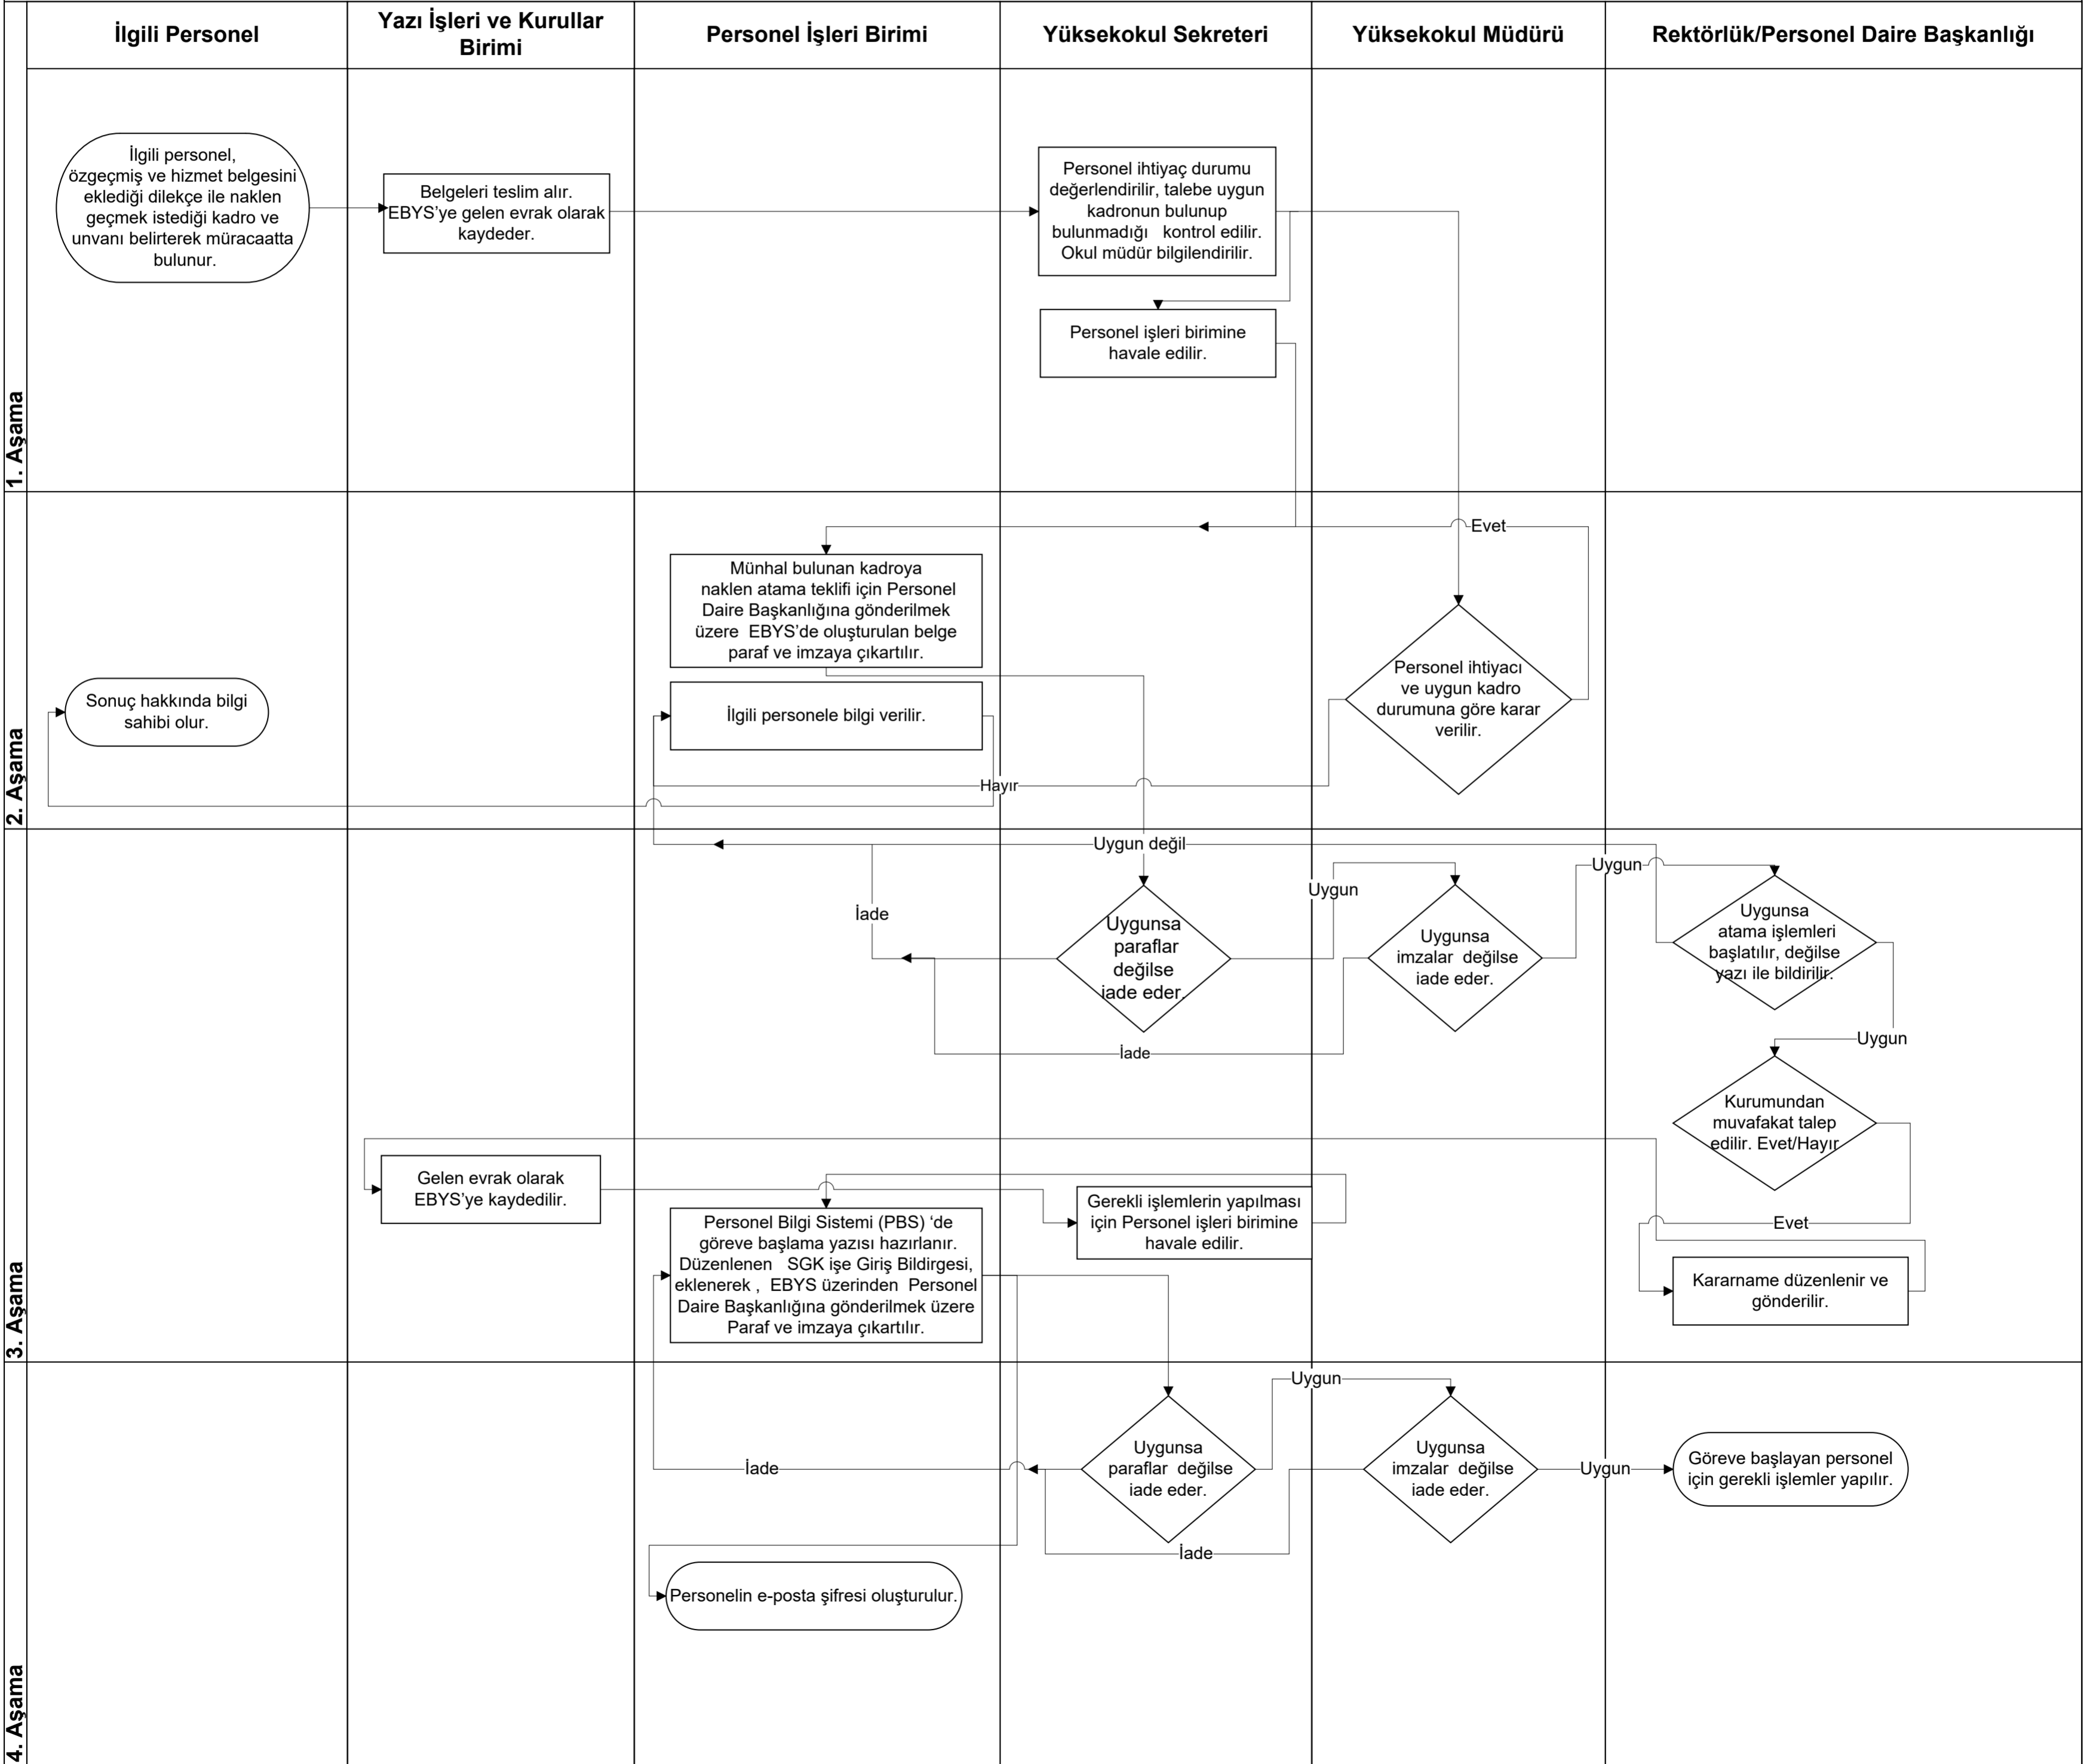 İlgili Personel
Yazı İşleri ve Kurullar
Birimi
Personel İşleri Birimi
Yüksekokul Sekreteri
Yüksekokul Müdürü
Rektörlük/Personel Daire Başkanlığı
1. Aşama
İlgili personel,
özgeçmiş ve hizmet belgesini
eklediği dilekçe ile naklen
geçmek istediği kadro ve
unvanı belirterek müracaatta
bulunur.
Belgeleri teslim alır.
EBYS’ye gelen evrak olarak
kaydeder.
Personel ihtiyaç durumu
değerlendirilir, talebe uygun
kadronun bulunup
bulunmadığı kontrol edilir.
Okul müdür bilgilendirilir.
Personel işleri birimine
havale edilir.
2. Aşama
Evet
Münhal bulunan kadroya
naklen atama teklifi için Personel
Daire Başkanlığına gönderilmek
üzere EBYS’de oluşturulan belge
paraf ve imzaya çıkartılır.
Personel ihtiyacı
ve uygun kadro
durumuna göre karar
verilir.
Sonuç hakkında bilgi
sahibi olur.
İlgili personele bilgi verilir.
Hayır
3. Aşama
Uygun değil
Uygun
Uygun
İade
Uygunsa
paraflar
değilse
iade eder.
Uygunsa
imzalar değilse
iade eder.
Uygunsa
atama işlemleri
başlatılır, değilse
yazı ile bildirilir.
Uygun
İade
Kurumundan
muvafakat talep
edilir. Evet/Hayır
Gelen evrak olarak
EBYS’ye kaydedilir.
Gerekli işlemlerin yapılması
için Personel işleri birimine
havale edilir.
Evet
Personel Bilgi Sistemi (PBS) ‘de
göreve başlama yazısı hazırlanır.
Düzenlenen SGK işe Giriş Bildirgesi,
eklenerek , EBYS üzerinden Personel
Daire Başkanlığına gönderilmek üzere
Paraf ve imzaya çıkartılır.
Kararname düzenlenir ve
gönderilir.
4. Aşama
Uygun
Uygunsa
paraflar değilse
iade eder.
Uygunsa
imzalar değilse
iade eder.
İade
Uygun
Göreve başlayan personel
için gerekli işlemler yapılır.
İade
Personelin e-posta şifresi oluşturulur.